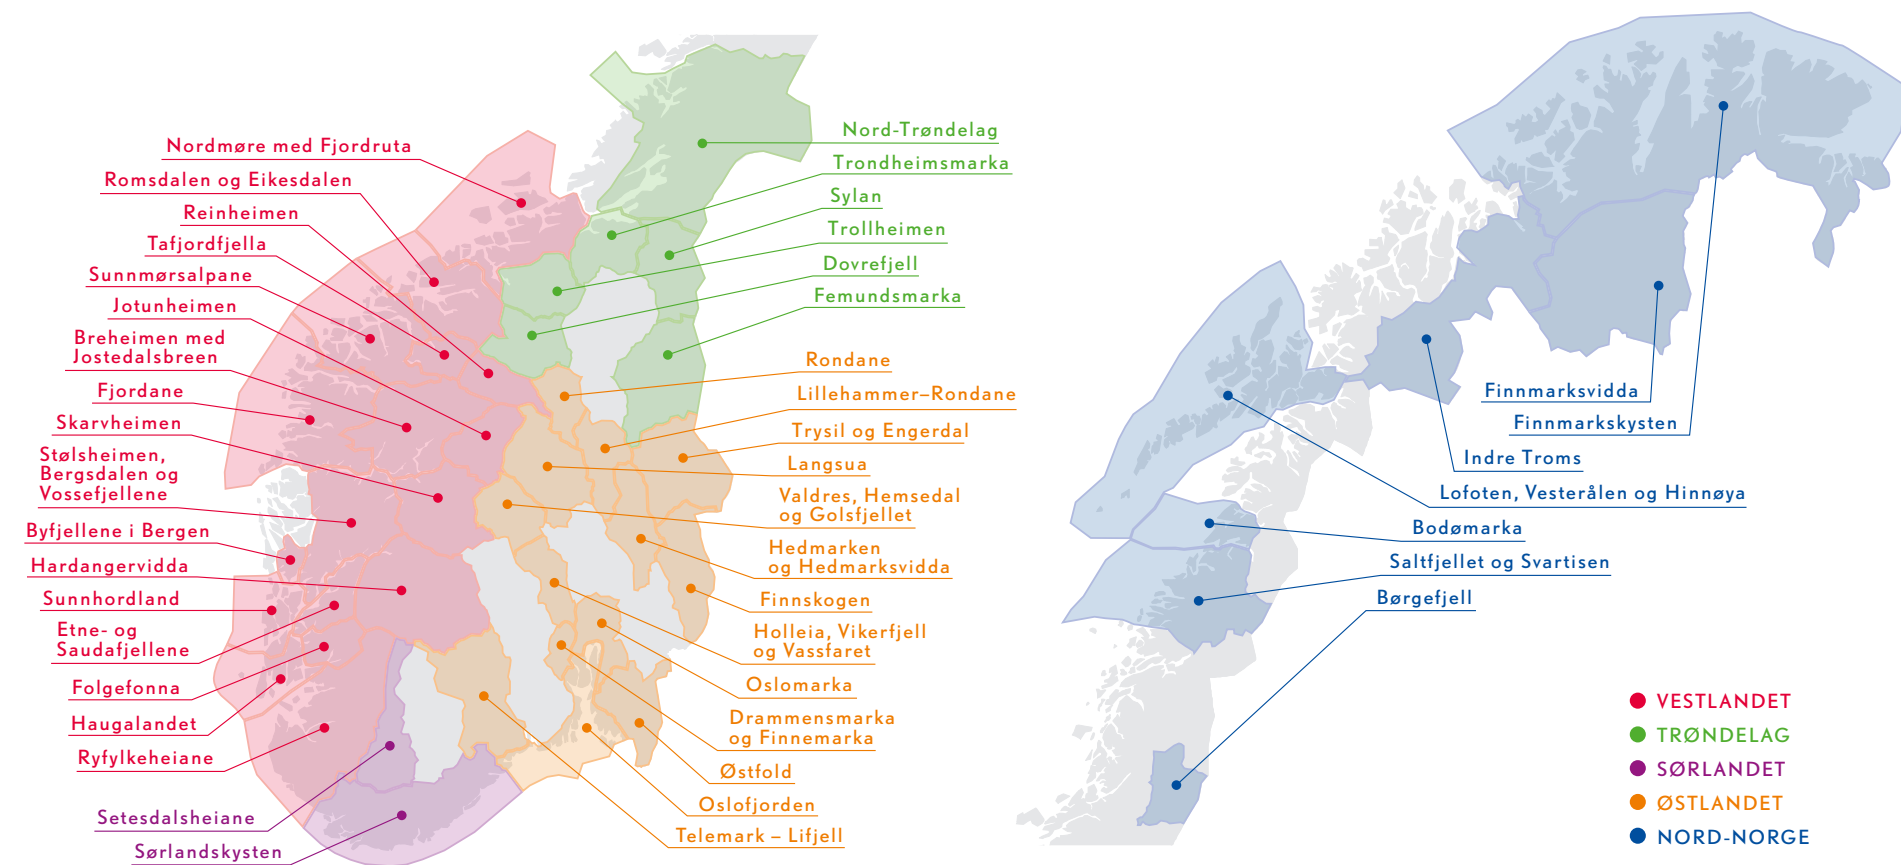 Nordmøre med Fjordruta
Romsdalen og Eikesdalen
Reinheimen
Tafjordfjella
Sunnmørsalpane
Jotunheimen
Breheimen med
Jostedalsbreen
Fjordane
Skarvheimen
Stølsheimen,
Bergsdalen og
Vossefjellene
Byfjellene i Bergen
Hardangervidda
Sunnhordland
Etne- og
Saudafjellene
Folgefonna
Haugalandet
Ryfylkeheiane
Setesdalsheiane
Sørlandskysten
Nord-Trøndelag
Trondheimsmarka
Sylan
Trollheimen
Dovrefjell
Femundsmarka
Rondane
Lillehammer–Rondane
Trysil og Engerdal
Langsua
Valdres, Hemsedal
og Golsfjellet
Hedmarken
og Hedmarksvidda
Finnskogen
Holleia, Vikerfjell
og Vassfaret
Oslomarka
Drammensmarka
og Finnemarka
Østfold
Oslofjorden
Telemark – Lifjell
Finnmarksvidda
Finnmarkskysten
Indre Troms
Lofoten, Vesterålen og Hinnøya
Bodømarka
Saltfjellet og Svartisen
Børgefjell
VESTLANDET
TRØNDELAG
SØRLANDET
ØSTLANDET
NORD-NORGE